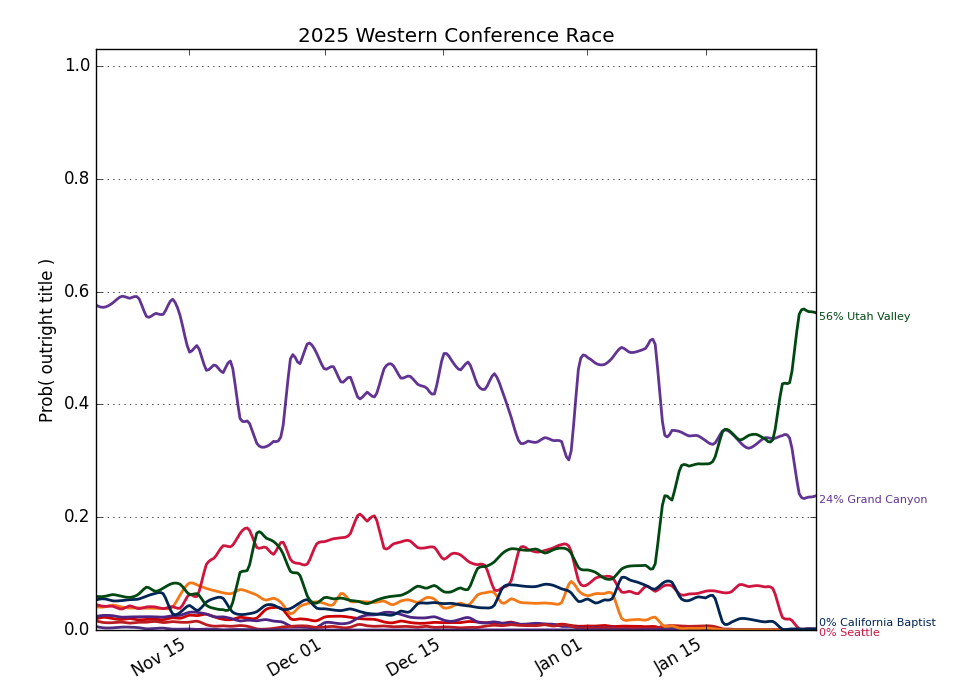 2025 Western Conference Race
Prob( outright title )
1.0
0.8
0.6
0.4
0.2
0.0
Nov 15
Dec 01
Dec 15
Jan 01
Jan 15
56% Utah Valley
24% Grand Canyon
0% California Baptist
0% Seattle